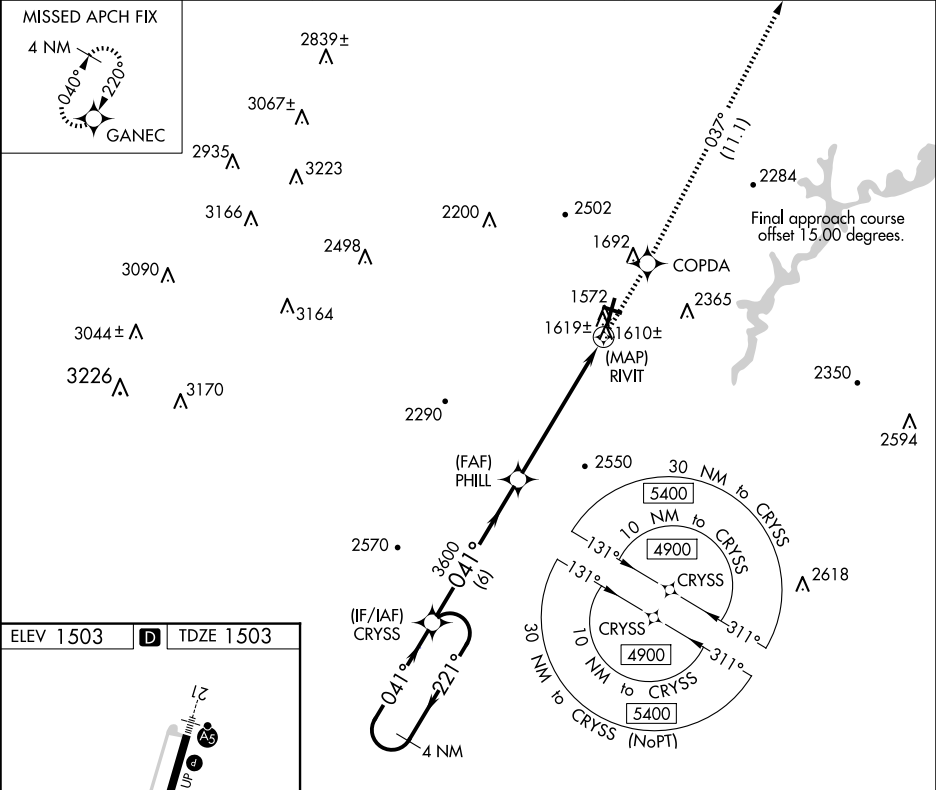 MISSED APCH FIX
4 NM
040°
220°
GANEC
2839±
3067±
2935
3223
3166
2498
3090
3164
3044±
3226
3170
2200
2502
1692
COPDA
037°
(11.1)
2284
Final approach course
offset 15.00 degrees.
2365
1572
1619±
1610±
(MAP)
RIVIT
2350
2594
2290
(FAF)
PHILL
2550
2570
3600
041°
(6)
(IF/IAF)
CRYSS
041°
221°
4 NM
30 NM to CRYSS
5400
10 NM to CRYSS
4900
131°
CRYSS
311°
131°
CRYSS
311°
4900
10 NM to CRYSS
5400
30 NM to CRYSS (NoPT)
2618
ELEV 1503
D
TDZE 1503
21
A5
P
UP